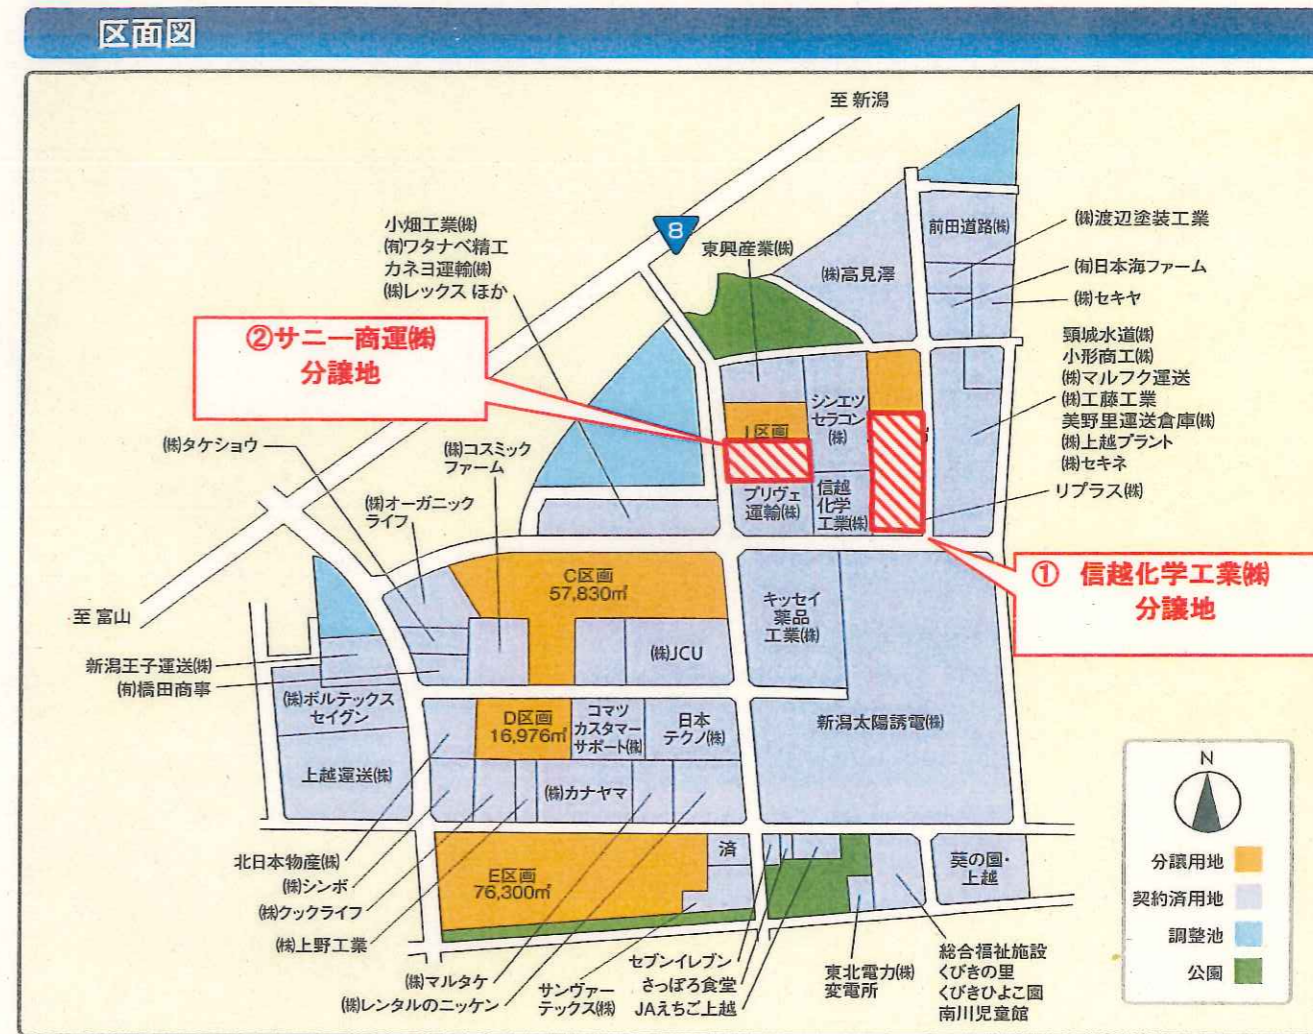 区画図
至 新潟
8
小畑工業㈱
㈲ワタナベ精工
カネヨ運輸㈱
㈱レックス ほか
東興産業㈱
㈱高見澤
前田道路㈱
㈱渡辺塗装工業
㈲日本海ファーム
㈱セキヤ
頸城水道㈱
小形商工㈱
㈱マルフク運送
㈱工藤工業
美野里運送倉庫㈱
㈱上越プラント
㈱セキネ
リプラス㈱
②サニー商運㈱
分譲地
I区画
シンエツ
セラコン
㈱
プリヴェ
運輸㈱
信越
化学
工業㈱
① 信越化学工業㈱
分譲地
㈱タケショウ
㈱コスミック
ファーム
㈱オーガニック
ライフ
至 富山
C区画
57,830㎡
キッセイ
薬品
工業㈱
㈱JCU
新潟王子運送㈱
㈲橋田商事
㈱ボルテックス
セイグン
上越運送㈱
D区画
16,976㎡
コマツ
カスタマー
サポート㈱
日本
テクノ㈱
新潟太陽誘電㈱
㈱カナヤマ
北日本物産㈱
㈱シンボ
㈱クックライフ
㈱上野工業
E区画
76,300㎡
済
葵の園・
上越
㈱マルタケ
㈱レンタルのニッケン
サンヴァー
テックス㈱
セブンイレブン
さっぽろ食堂
JAえちご上越
東北電力㈱
変電所
総合福祉施設
くびきの里
くびきひよこ園
南川児童館
N
分譲用地
契約済用地
調整池
公園